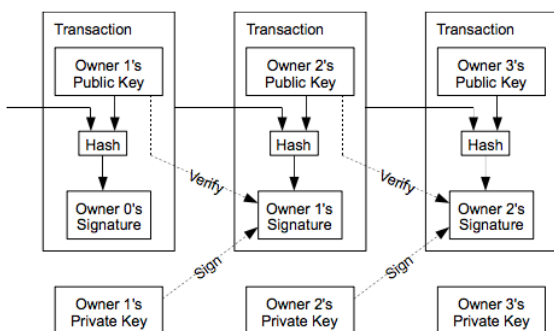 Transaction
Owner 1's
Public Key
Hash
Owner 0's
Signature
Transaction
Owner 2's
Public Key
Hash
Verify
Owner 1's
Signature
Sign
Transaction
Owner 3's
Public Key
Hash
Verify
Owner 2's
Signature
Sign
Owner 1's
Private Key
Owner 2's
Private Key
Owner 3's
Private Key